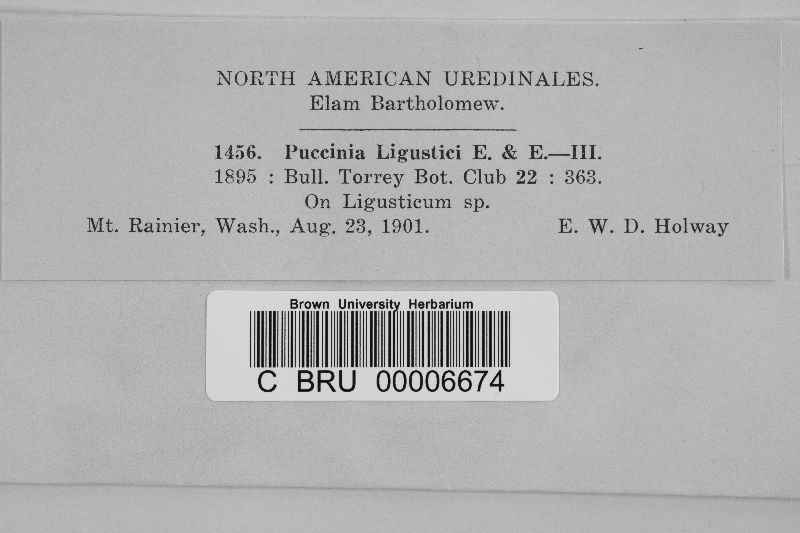 NORTH AMERICAN UREDINALES.
Elam Bartholomew.
1456. Puccinia Ligustici E. & E.—III.
1895 : Bull. Torrey Bot. Club 22 : 363.
On Ligusticum sp.
Mt. Rainier, Wash., Aug. 23, 1901. E. W. D. Holway
Brown University Herbarium
C BRU 00006674